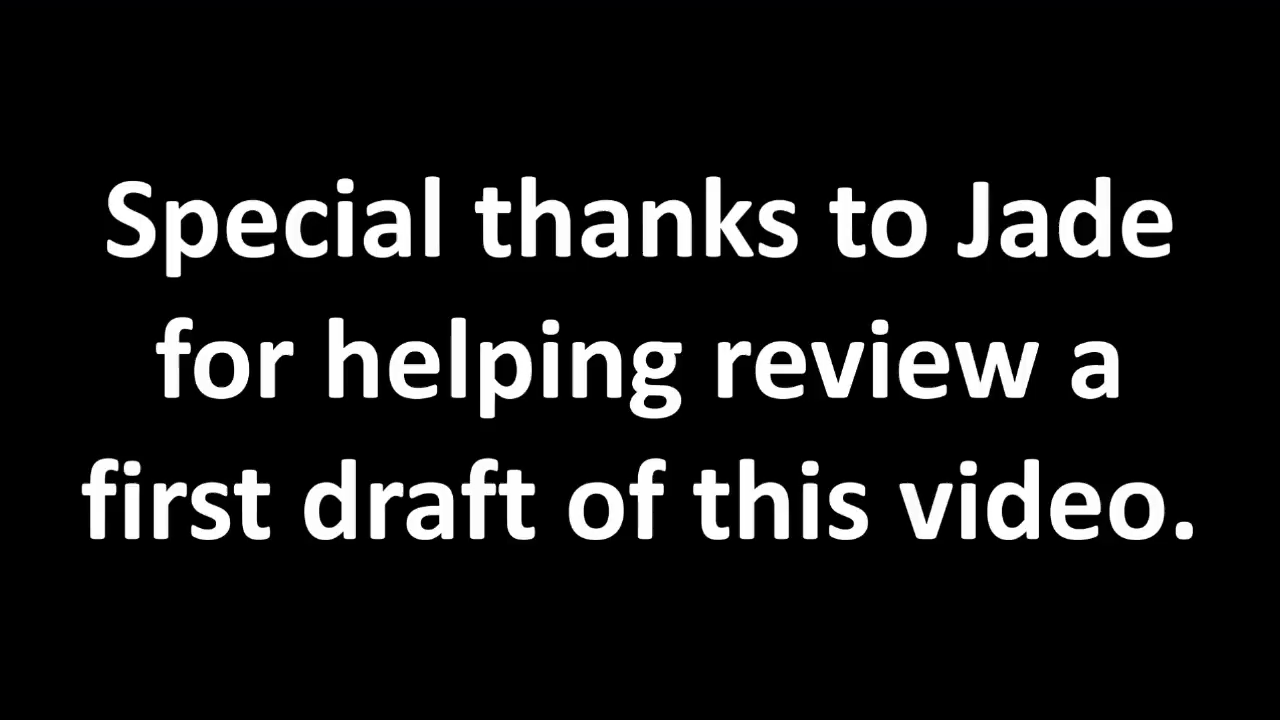 Special thanks to Jade
for helping review a
first draft of this video.